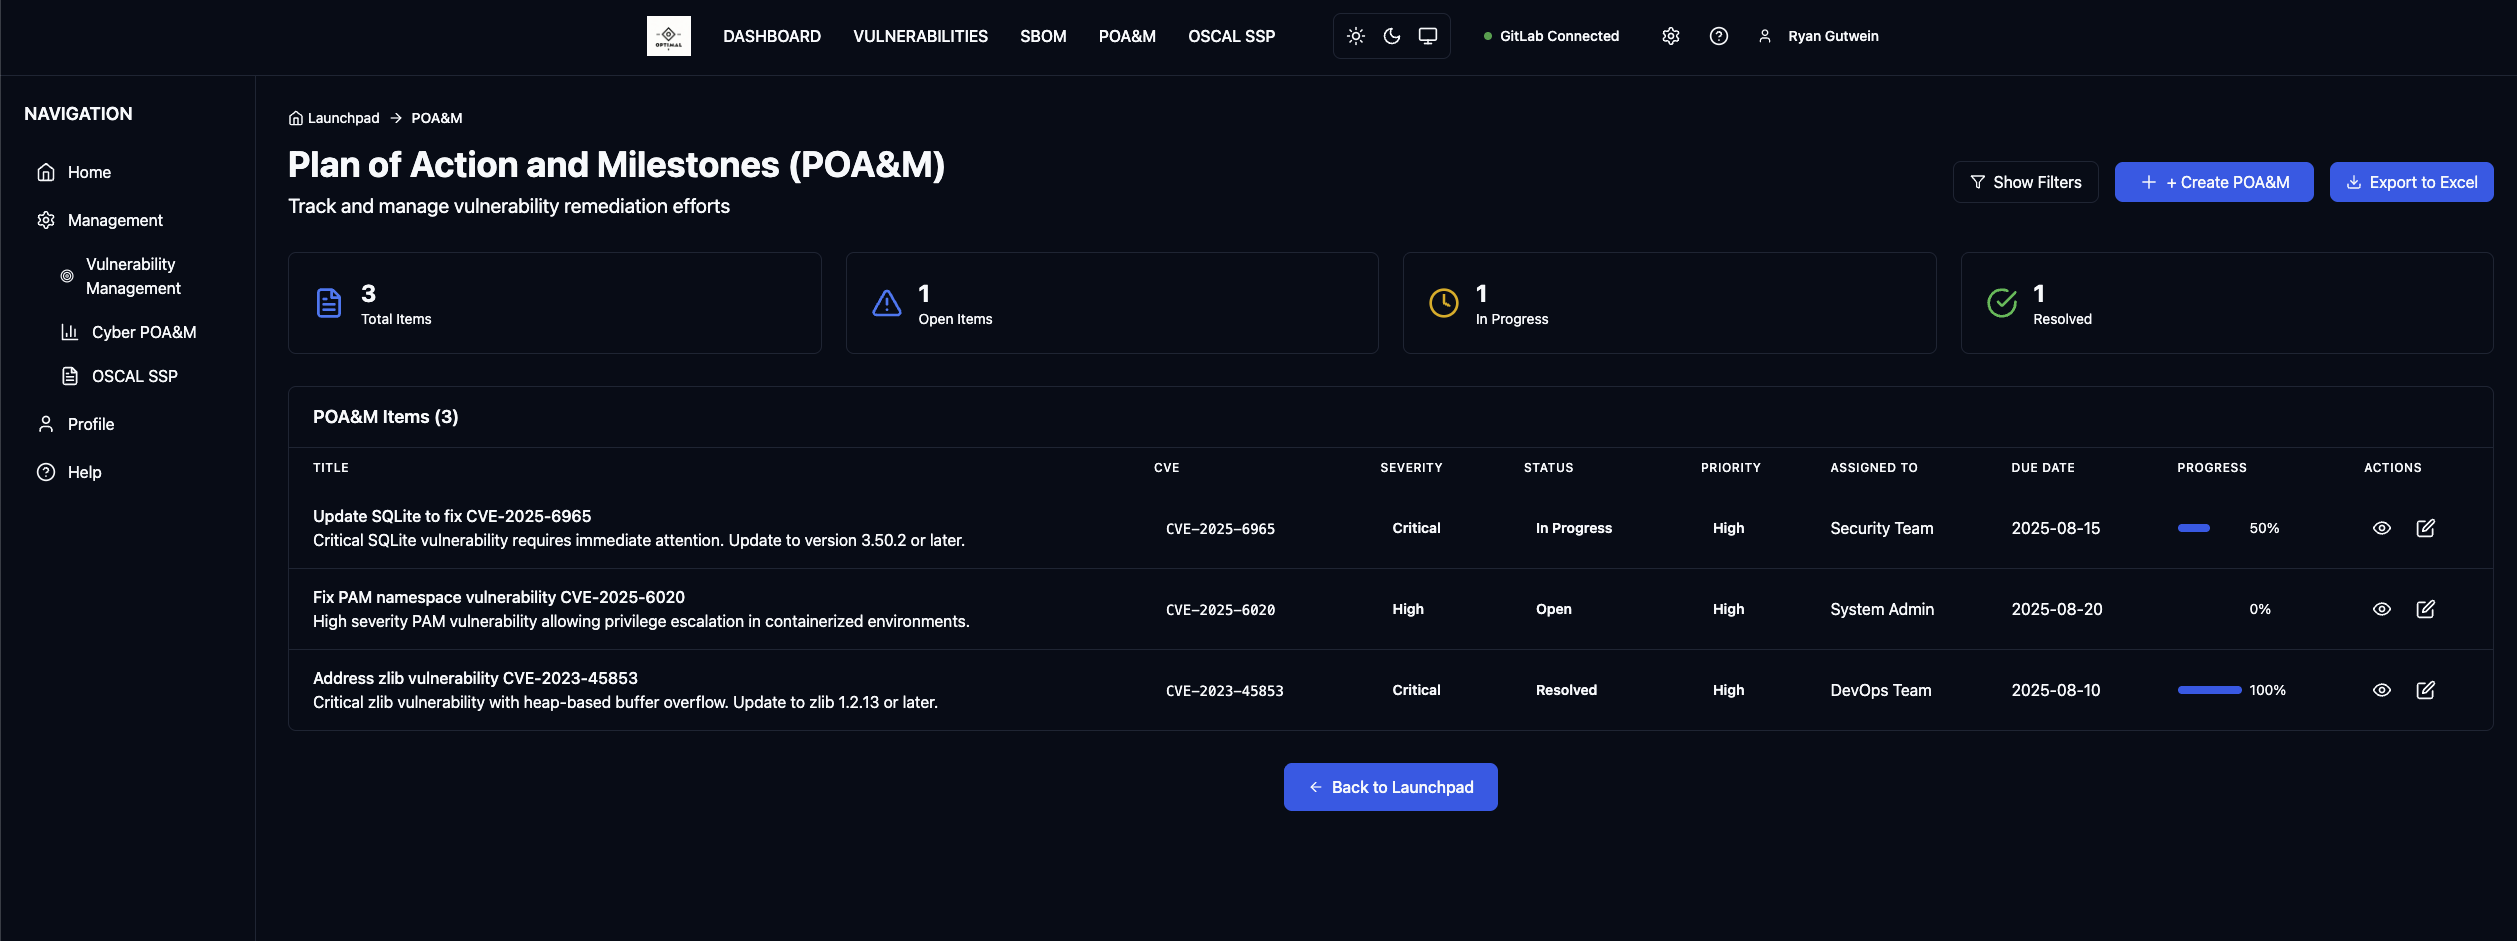 OPTIMAL
DASHBOARD
VULNERABILITIES
SBOM
POA&M
OSCAL SSP
GitLab Connected
Ryan Gutwein
NAVIGATION
Home
Management
Vulnerability
Management
Cyber POA&M
OSCAL SSP
Profile
Help
Launchpad → POA&M
Plan of Action and Milestones (POA&M)
Track and manage vulnerability remediation efforts
Show Filters
+ Create POA&M
Export to Excel
3
Total Items
1
Open Items
1
In Progress
1
Resolved
POA&M Items (3)
TITLE CVE SEVERITY STATUS PRIORITY ASSIGNED TO DUE DATE PROGRESS ACTIONS
Update SQLite to fix CVE-2025-6965
Critical SQLite vulnerability requires immediate attention. Update to version 3.50.2 or later.
CVE-2025-6965 Critical In Progress High Security Team 2025-08-15 50%
Fix PAM namespace vulnerability CVE-2025-6020
High severity PAM vulnerability allowing privilege escalation in containerized environments.
CVE-2025-6020 High Open High System Admin 2025-08-20 0%
Address zlib vulnerability CVE-2023-45853
Critical zlib vulnerability with heap-based buffer overflow. Update to zlib 1.2.13 or later.
CVE-2023-45853 Critical Resolved High DevOps Team 2025-08-10 100%
← Back to Launchpad